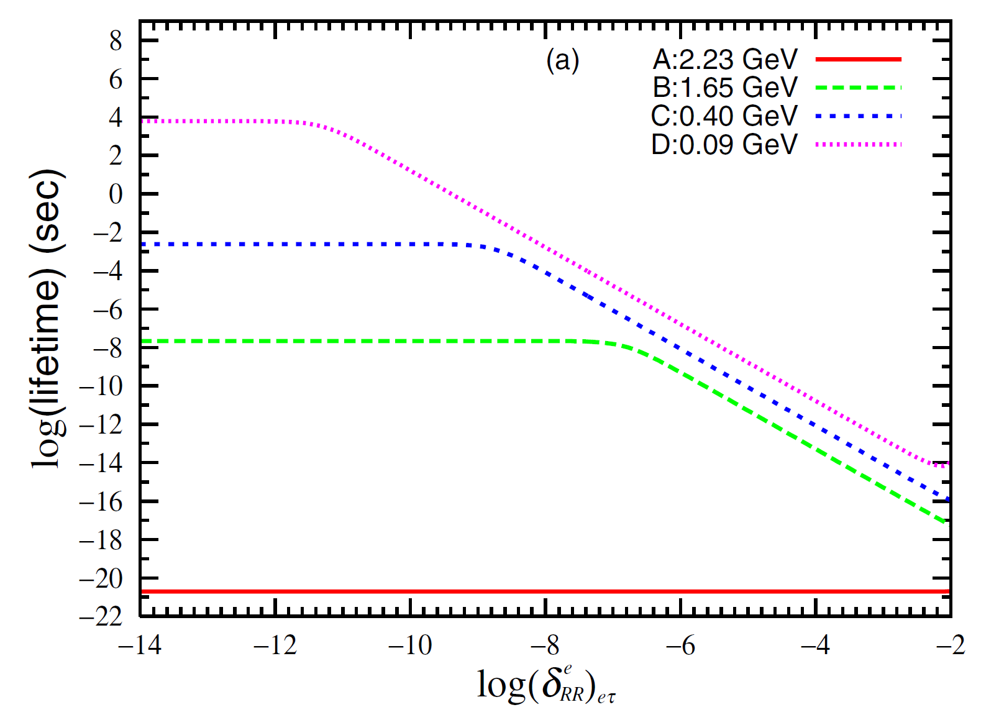 (a)
A:2.23 GeV
B:1.65 GeV
C:0.40 GeV
D:0.09 GeV
log(lifetime) (sec)
8
6
4
2
0
−2
−4
−6
−8
−10
−12
−14
−16
−18
−20
−22
−14 −12 −10 −8 −6 −4 −2
log(δ^e_RR)_eτ